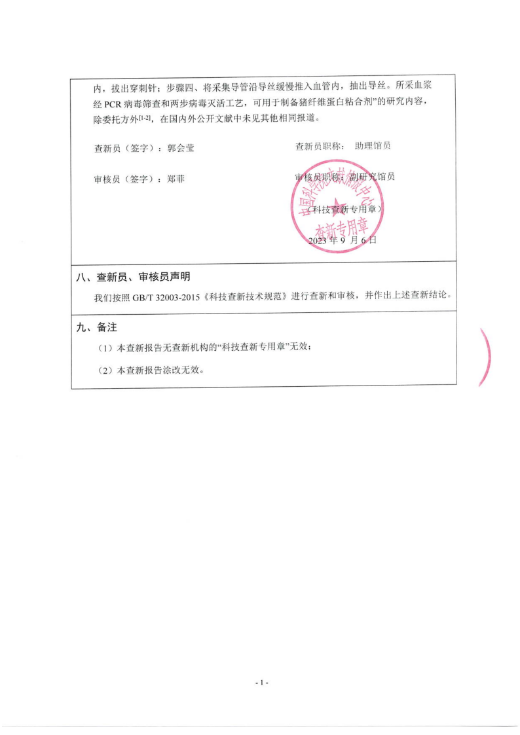 内，拔出穿刺针；步骤四、将采集导管沿导丝缓慢推入血管内，抽出导丝。所采血浆
经 PCR 病毒筛查和两步病毒灭活工艺，可用于制备猪纤维蛋白粘合剂”的研究内容，
除委托方外[1-2]，在国内外公开文献中未见其他相同报道。
查新员（签字）：郭会莹 查新员职称： 助理馆员
审核员（签字）：郑菲 审核员职称：副研究馆员
（科技查新专用章）
查新专用章
2023 年 9 月 6 日
八、查新员、审核员声明
我们按照 GB/T 32003-2015《科技查新技术规范》进行查新和审核，并作出上述查新结论。
九、备注
（1）本查新报告无查新机构的“科技查新专用章”无效；
（2）本查新报告涂改无效。
- 1 -